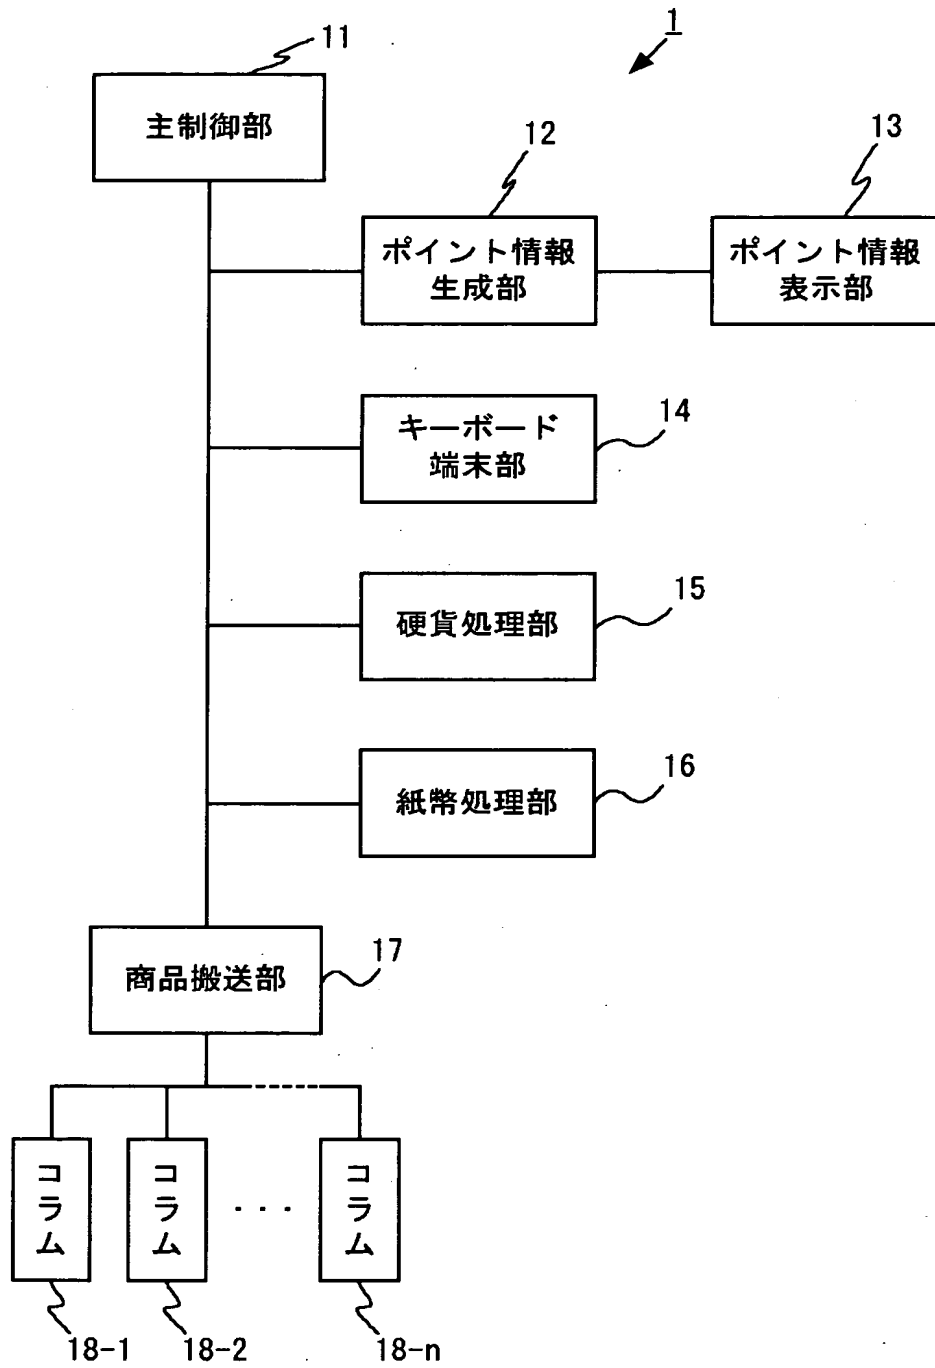 1
11
主制御部
12
13
ポイント情報
生成部
ポイント情報
表示部
14
キーボード
端末部
15
硬貨処理部
16
紙幣処理部
17
商品搬送部
コラム
コラム
・・・
コラム
18-1
18-2
18-n